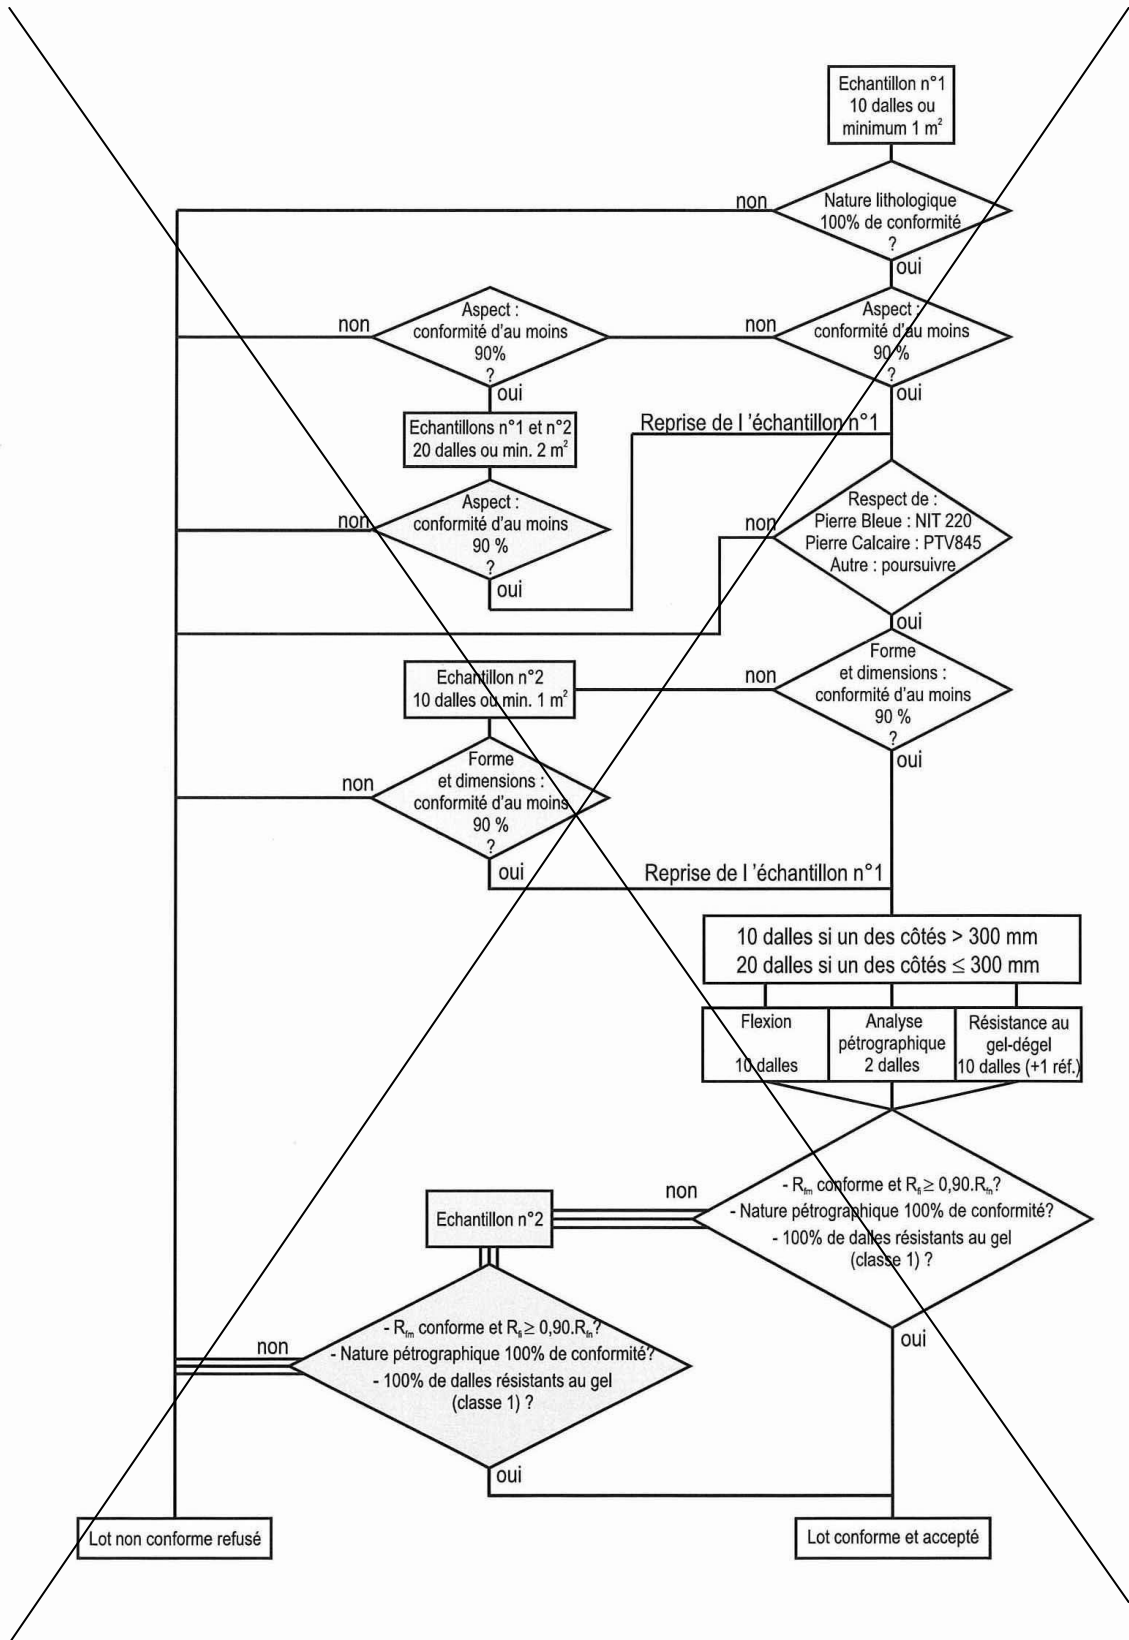 Echantillon n°1
10 dalles ou
minimum 1 m²
non
Nature lithologique
100% de conformité
?
oui
non
Aspect :
conformité d'au moins
90%
?
oui
non
Aspect :
conformité d'au moins
90 %
?
oui
Echantillons n°1 et n°2
20 dalles ou min. 2 m²
Reprise de l 'échantillon n°1
non
Aspect :
conformité d'au moins
90 %
?
oui
non
Respect de :
Pierre Bleue : NIT 220
Pierre Calcaire : PTV845
Autre : poursuivre
oui
Echantillon n°2
10 dalles ou min. 1 m²
non
Forme
et dimensions :
conformité d'au moins
90 %
?
oui
non
Forme
et dimensions :
conformité d'au moins
90 %
?
oui
Reprise de l 'échantillon n°1
10 dalles si un des côtés > 300 mm
20 dalles si un des côtés ≤ 300 mm
Flexion
10 dalles
Analyse
pétrographique
2 dalles
Résistance au
gel-dégel
10 dalles (+1 réf.)
non
- Rfm conforme et Rfi ≥ 0,90.Rfn?
- Nature pétrographique 100% de conformité?
- 100% de dalles résistants au gel
(classe 1) ?
oui
Echantillon n°2
non
- Rfm conforme et Rfi ≥ 0,90.Rfn?
- Nature pétrographique 100% de conformité?
- 100% de dalles résistants au gel
(classe 1) ?
oui
Lot non conforme refusé
Lot conforme et accepté